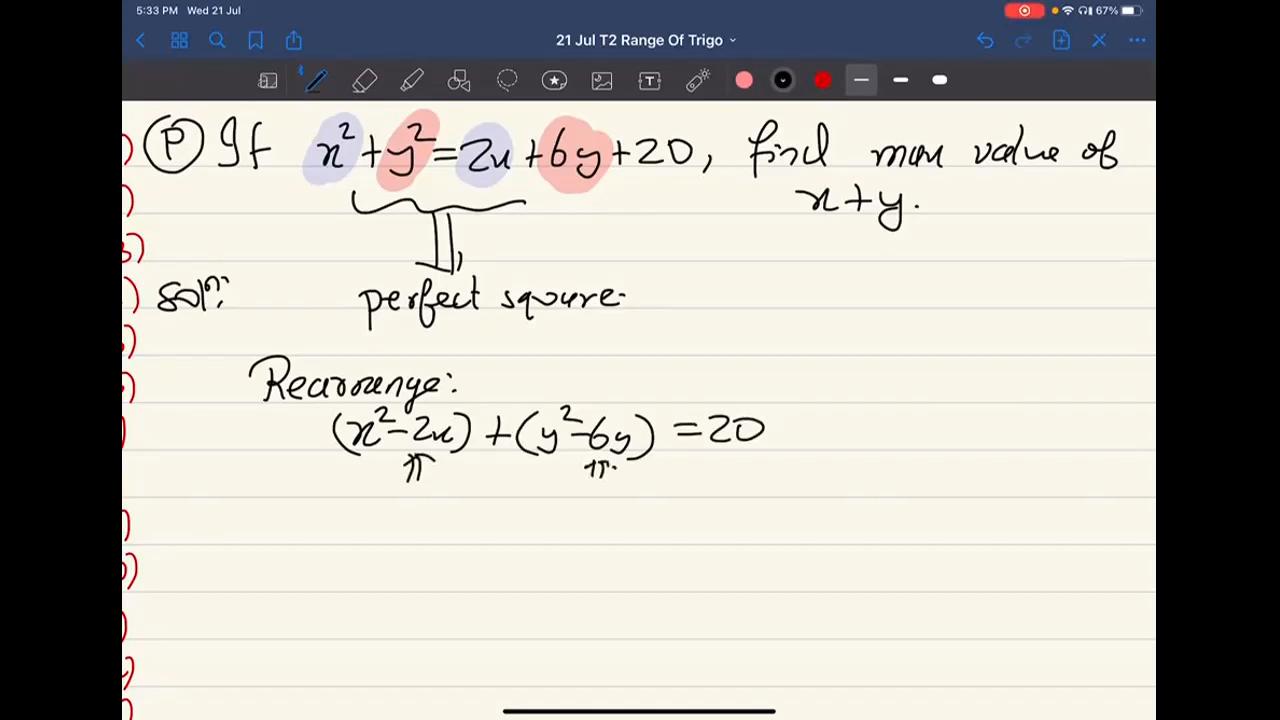 5:33 PM Wed 21 Jul
67%
21 Jul T2 Range Of Trigo
(P) If x²+y²=2x+6y+20, find max value of
x+y.
Solⁿ:
perfect square.
Rearrange:
(x²-2x)+(y²-6y)=20